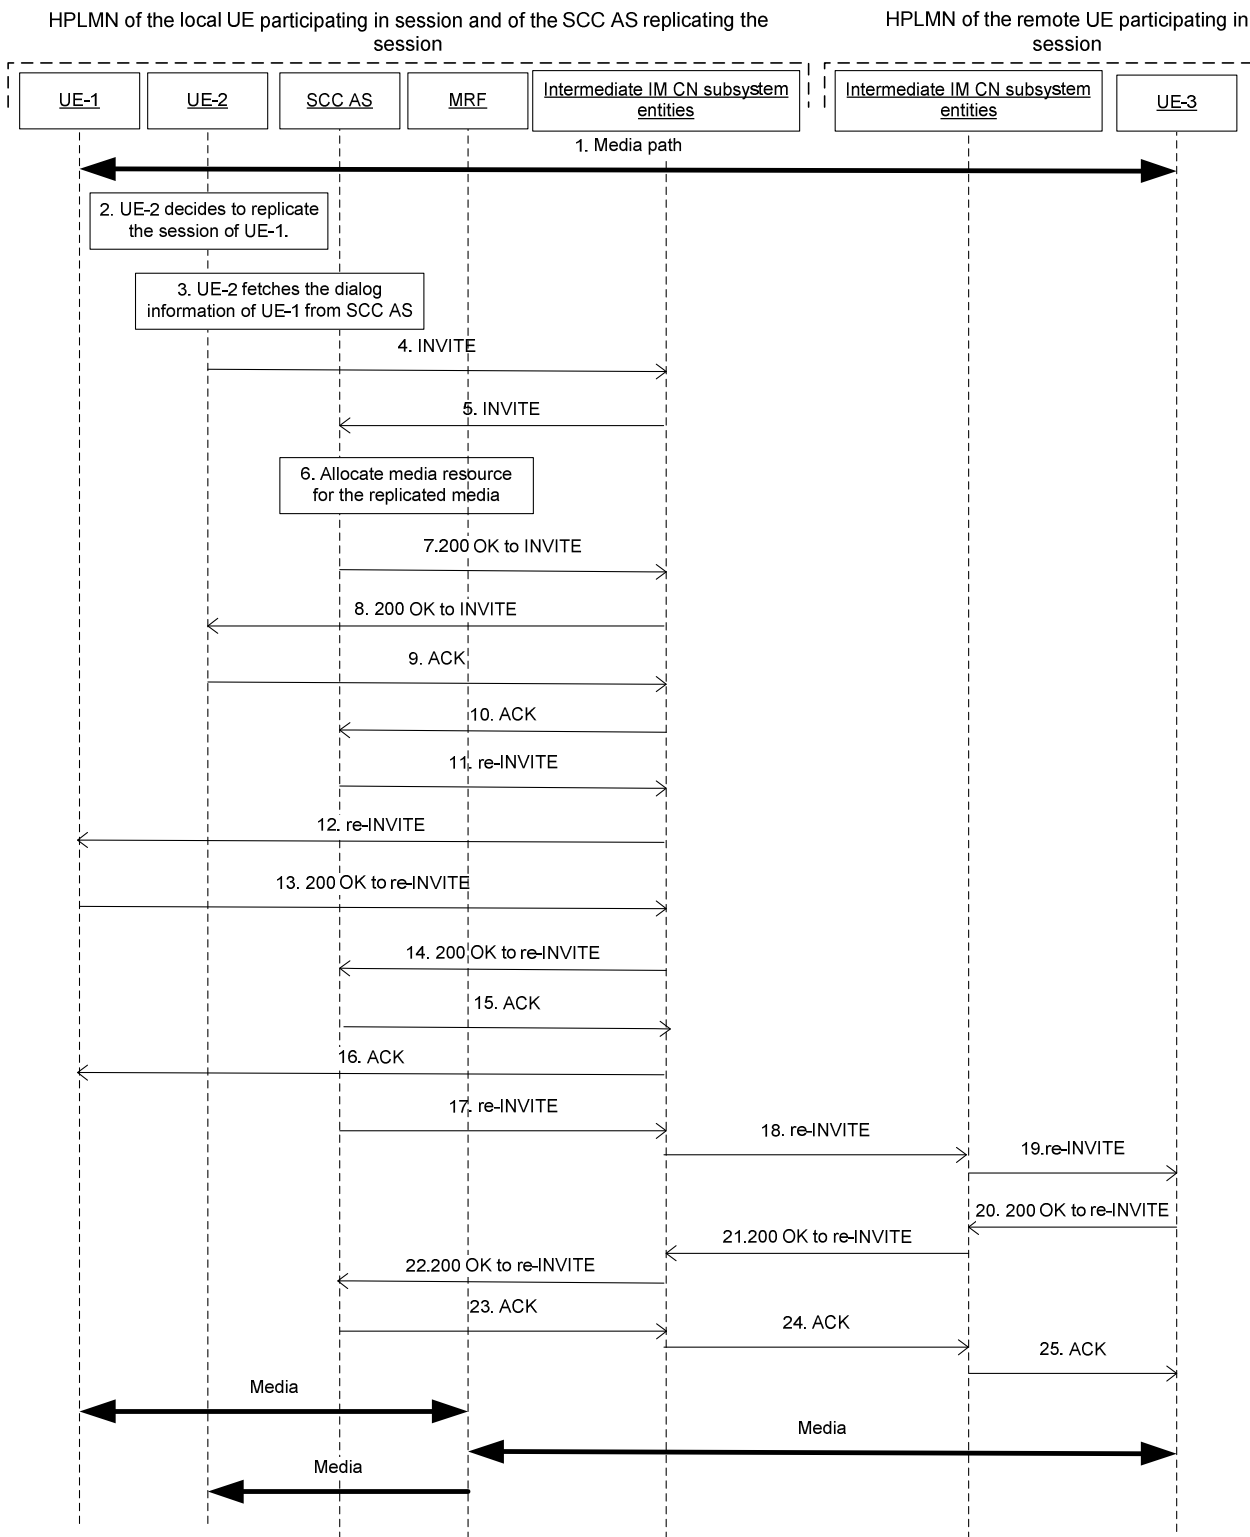 HPLMN of the local UE participating in session and of the SCC AS replicating the
session
HPLMN of the remote UE participating in
session
UE-1
UE-2
SCC AS
MRF
Intermediate IM CN subsystem
entities
Intermediate IM CN subsystem
entities
UE-3
1. Media path
2. UE-2 decides to replicate
the session of UE-1.
3. UE-2 fetches the dialog
information of UE-1 from SCC AS
4. INVITE
5. INVITE
6. Allocate media resource
for the replicated media
7.200 OK to INVITE
8. 200 OK to INVITE
9. ACK
10. ACK
11. re-INVITE
12. re-INVITE
13. 200 OK to re-INVITE
14. 200 OK to re-INVITE
15. ACK
16. ACK
17. re-INVITE
18. re-INVITE
19.re-INVITE
20. 200 OK to re-INVITE
21.200 OK to re-INVITE
22.200 OK to re-INVITE
23. ACK
24. ACK
25. ACK
Media
Media
Media